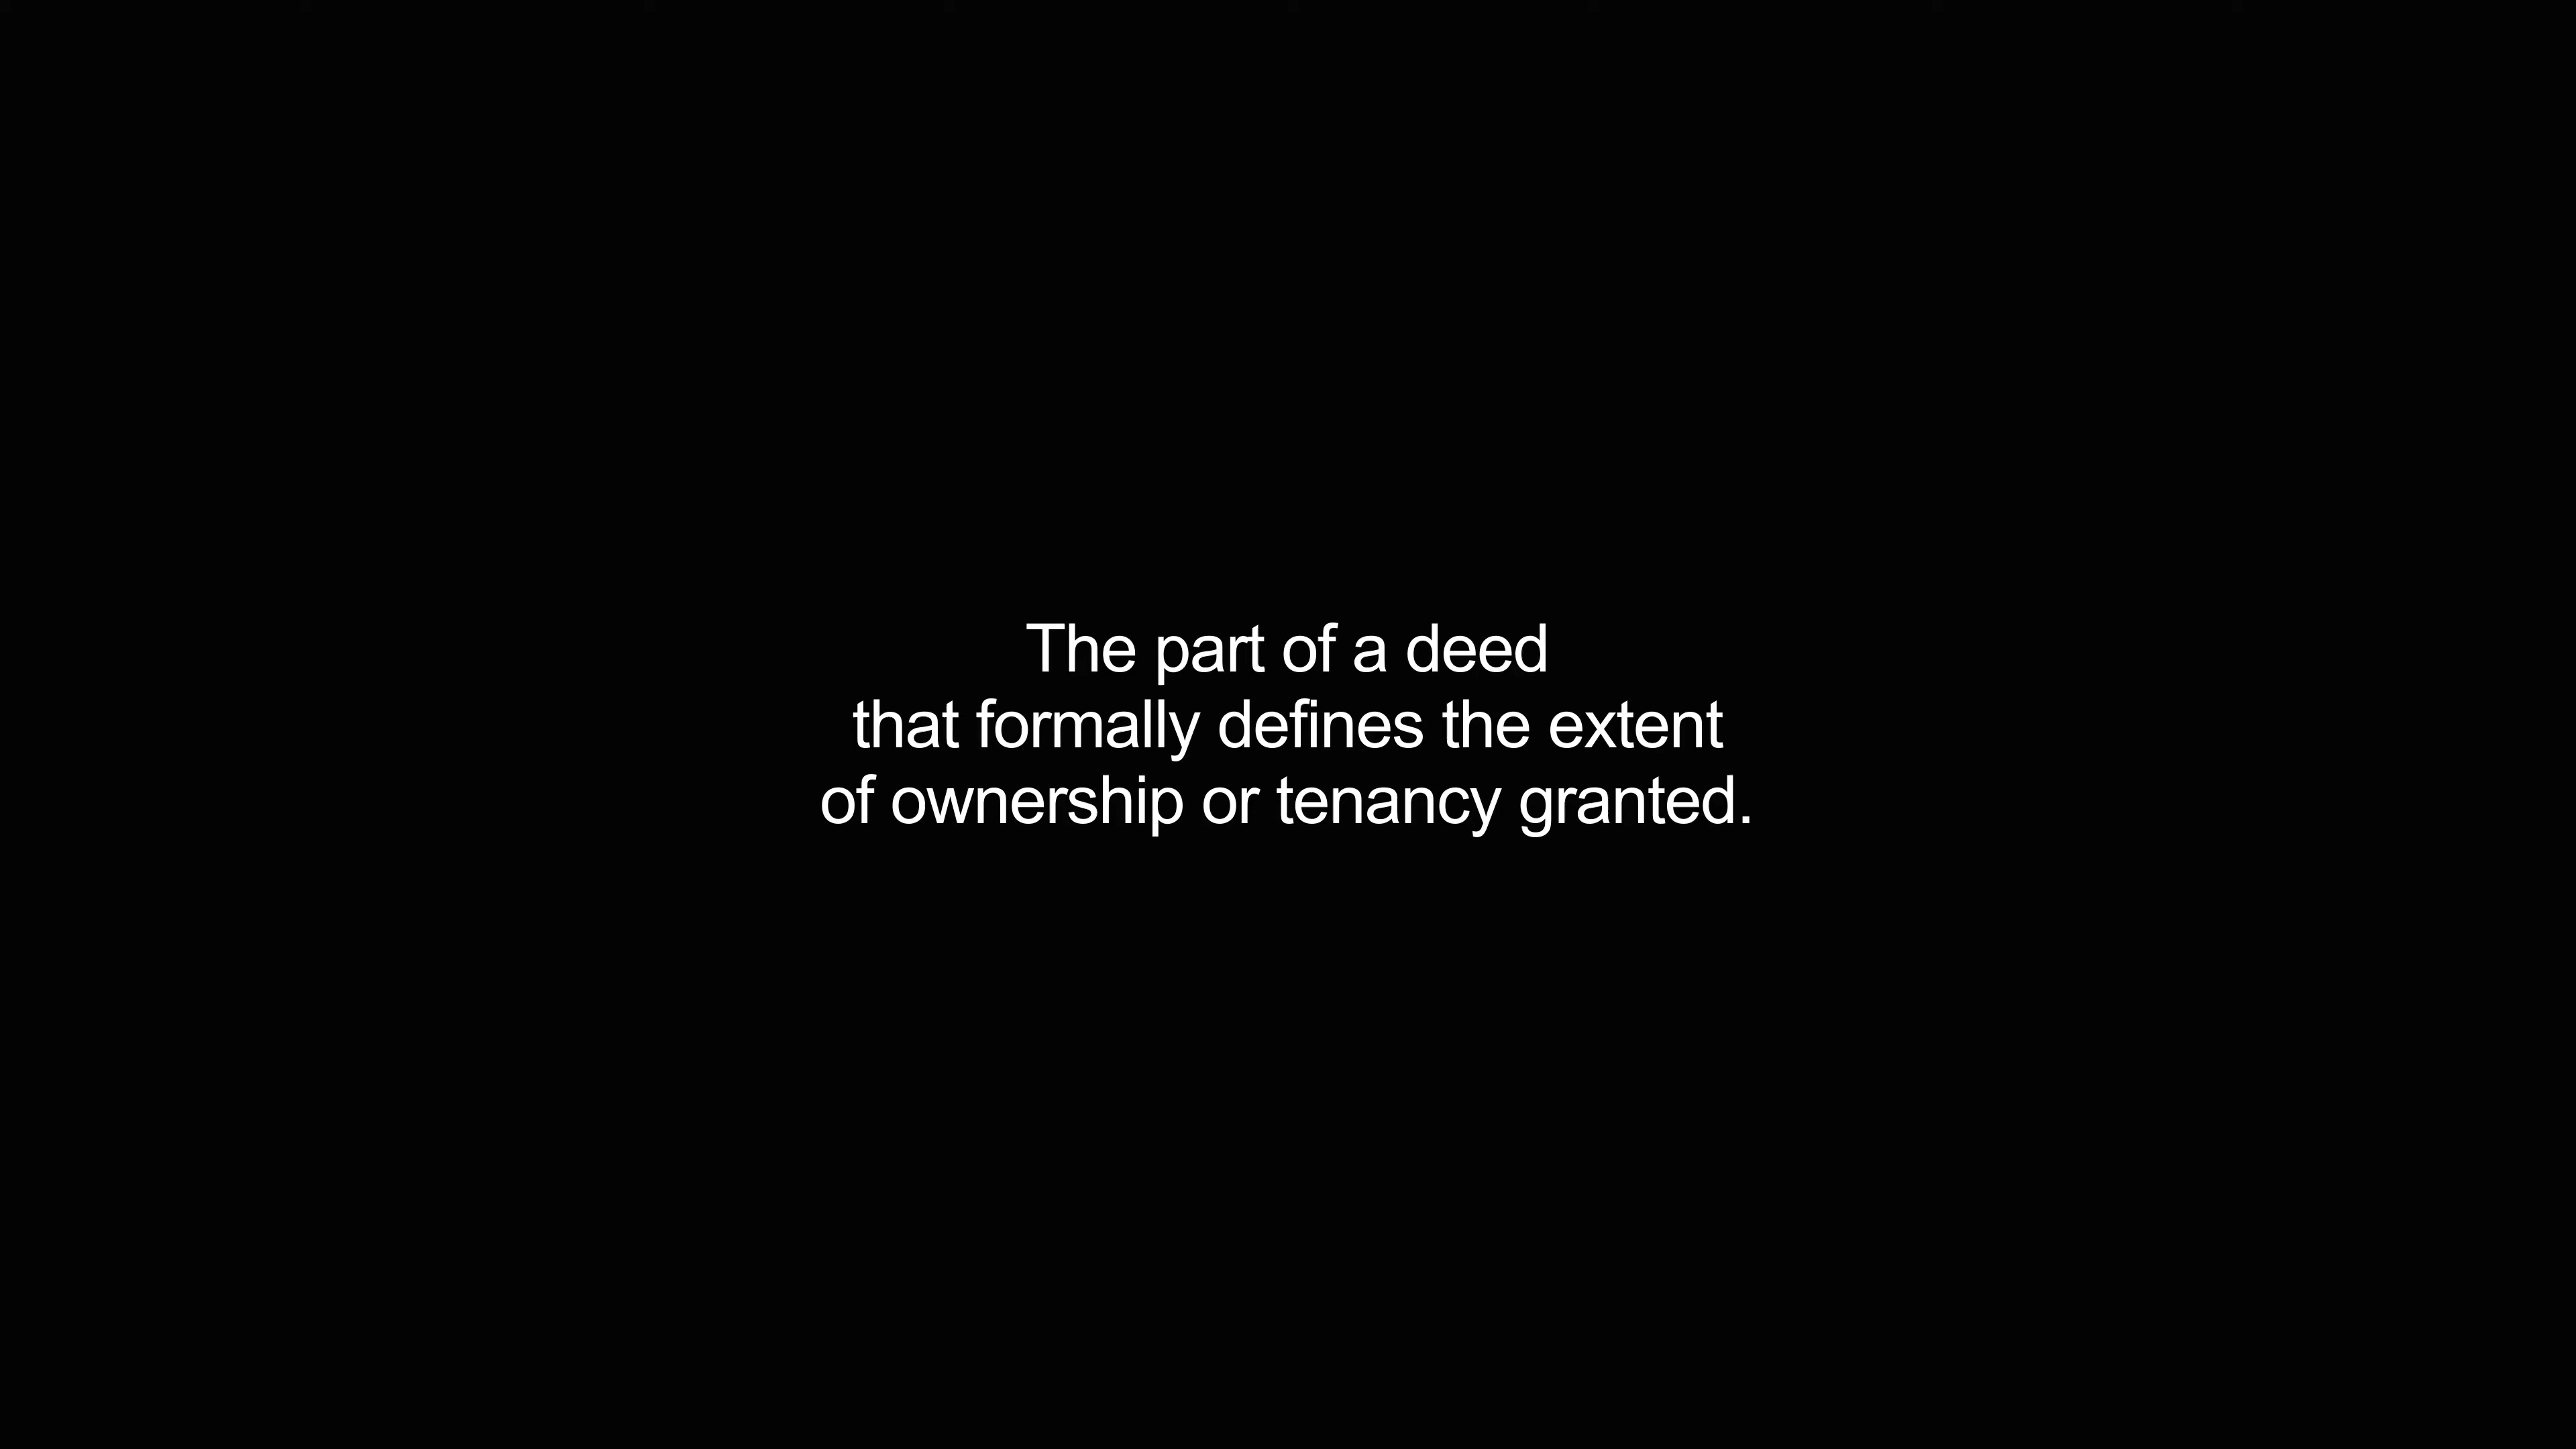 The part of a deed
that formally defines the extent
of ownership or tenancy granted.